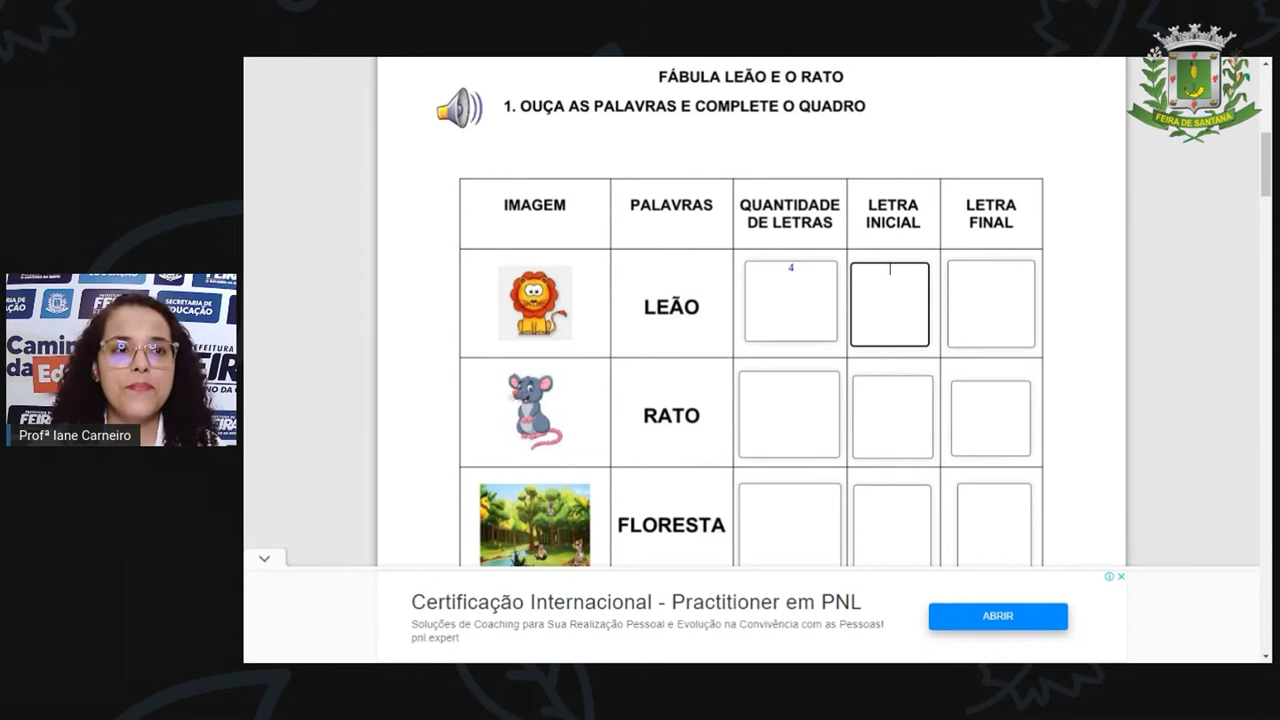 FÁBULA LEÃO E O RATO
1. OUÇA AS PALAVRAS E COMPLETE O QUADRO
IMAGEM
PALAVRAS
QUANTIDADE
DE LETRAS
LETRA
INICIAL
LETRA
FINAL
4
LEÃO
RATO
FLORESTA
Certificação Internacional - Practitioner em PNL
Soluções de Coaching para Sua Realização Pessoal e Evolução na Convivência com as Pessoas!
pnl.expert
ABRIR
FEIRA DE SANTANA
SECRETARIA DE
EDUCAÇÃO
Camin
da
Profª Iane Carneiro